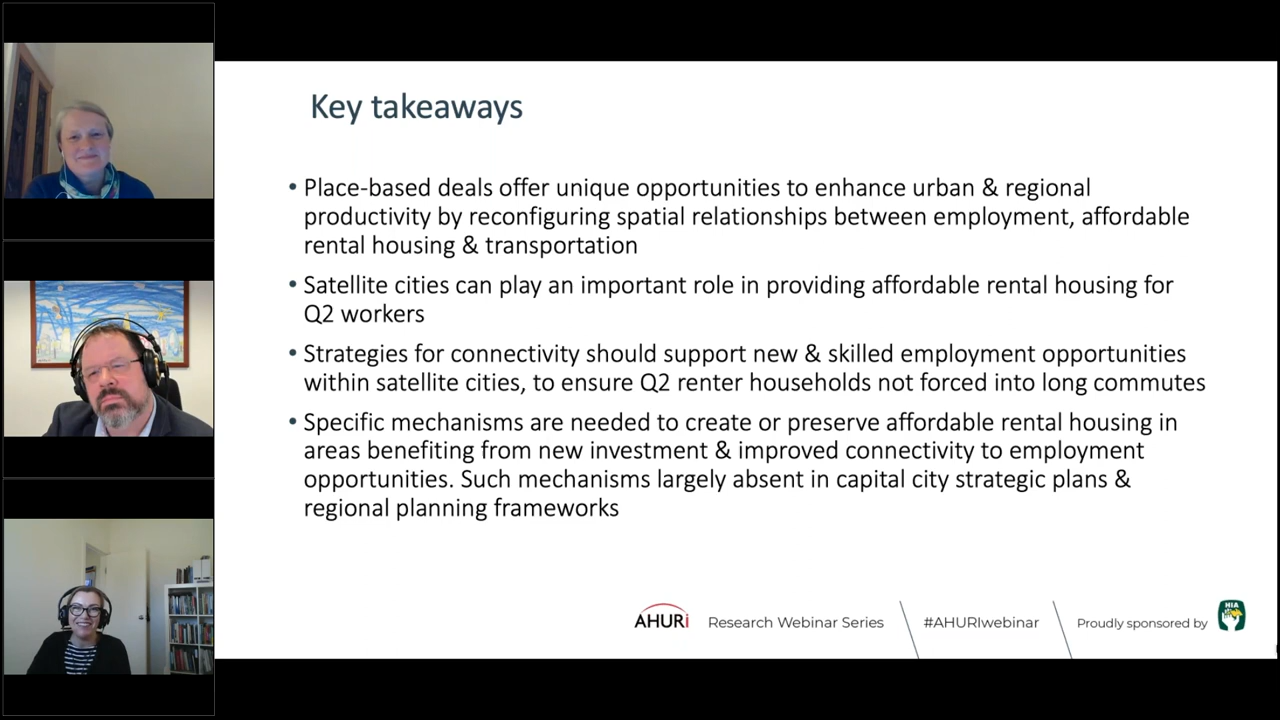 Key takeaways
• Place-based deals offer unique opportunities to enhance urban & regional
productivity by reconfiguring spatial relationships between employment, affordable
rental housing & transportation
• Satellite cities can play an important role in providing affordable rental housing for
Q2 workers
• Strategies for connectivity should support new & skilled employment opportunities
within satellite cities, to ensure Q2 renter households not forced into long commutes
• Specific mechanisms are needed to create or preserve affordable rental housing in
areas benefiting from new investment & improved connectivity to employment
opportunities. Such mechanisms largely absent in capital city strategic plans &
regional planning frameworks
AHURi Research Webinar Series #AHURIwebinar Proudly sponsored by HIA